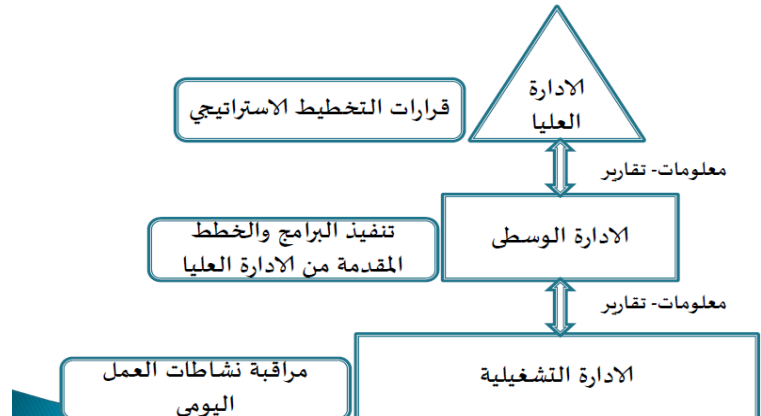 الادارة
العليا
قرارات التخطيط الاستراتيجي
معلومات- تقارير
الادارة الوسطى
تنفيذ البرامج والخطط
المقدمة من الادارة العليا
معلومات- تقارير
الادارة التشغيلية
مراقبة نشاطات العمل
اليومي